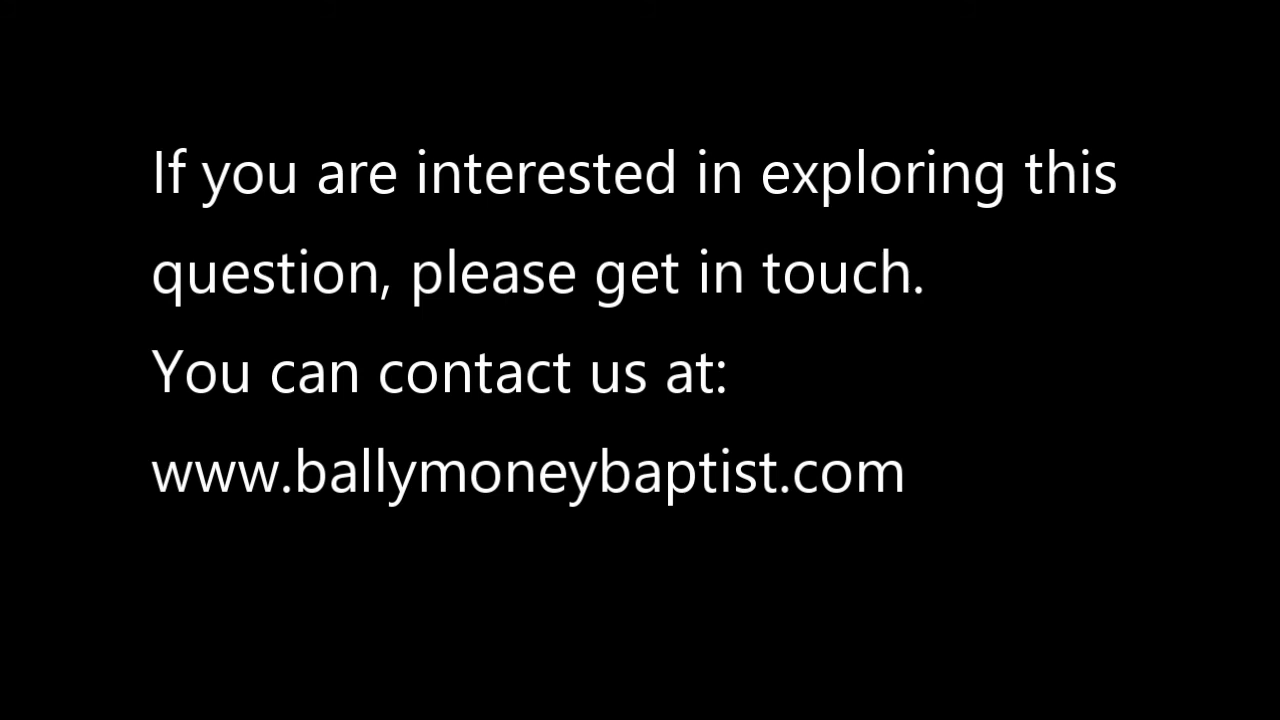 If you are interested in exploring this
question, please get in touch.
You can contact us at:
www.ballymoneybaptist.com